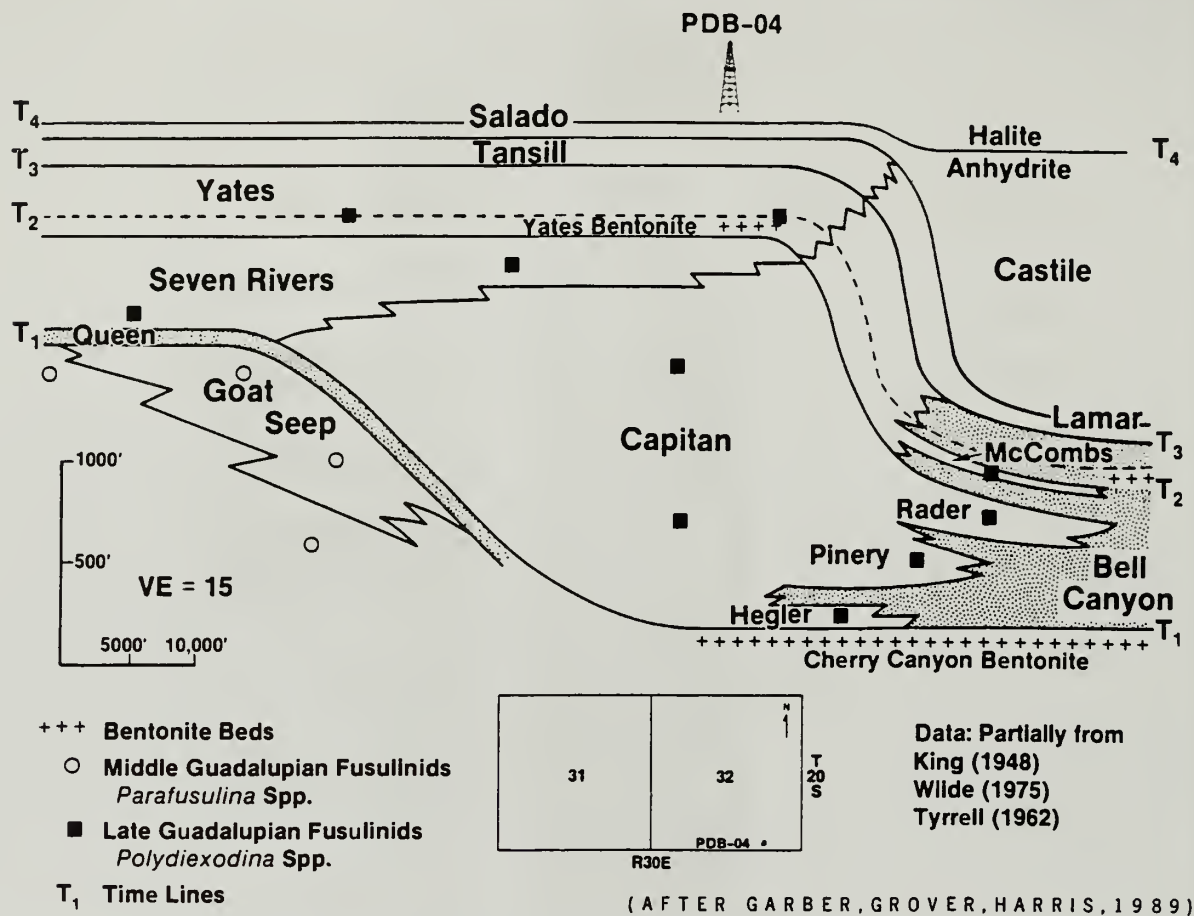 PDB-04
T4 Salado Halite T4
T3 Tansill Anhydrite
Yates
T2 Yates Bentonite ++++
Castile
Seven Rivers
T1 Queen
Goat
Seep
Capitan
Lamar
T3
McCombs
+++
T2
Rader
Pinery
Bell
Canyon
Hegler
T1
++++++++++++++++++++++++
Cherry Canyon Bentonite
1000'
500'
VE = 15
5000' 10,000'
+++ Bentonite Beds
Middle Guadalupian Fusulinids
Parafusulina Spp.
Late Guadalupian Fusulinids
Polydiexodina Spp.
T1 Time Lines
31 32
N
T
20
S
PDB-04
R30E
Data: Partially from
King (1948)
Wilde (1975)
Tyrrell (1962)
(AFTER GARBER, GROVER, HARRIS, 1989)